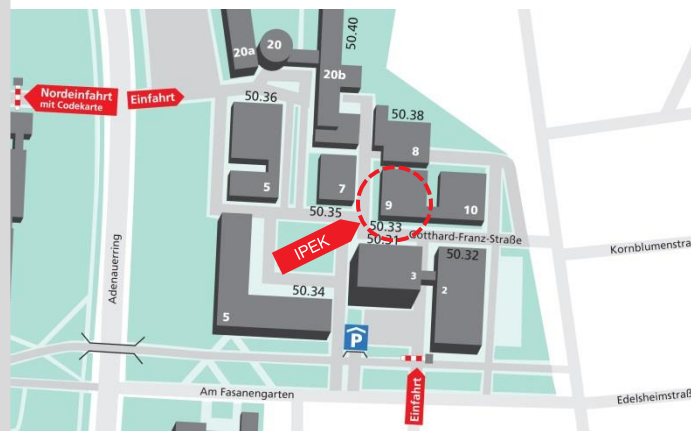 50.40
20
20a
20b
Nordeinfahrt
mit Codekarte
Einfahrt
50.36
50.38
8
5
7
9
10
50.35
50.33
IPEK
50.31
Gotthard-Franz-Straße
50.32
Kornblumenstra
Adenauerring
3
2
50.34
5
P
Am Fasanengarten
Einfahrt
Edelsheimstraß